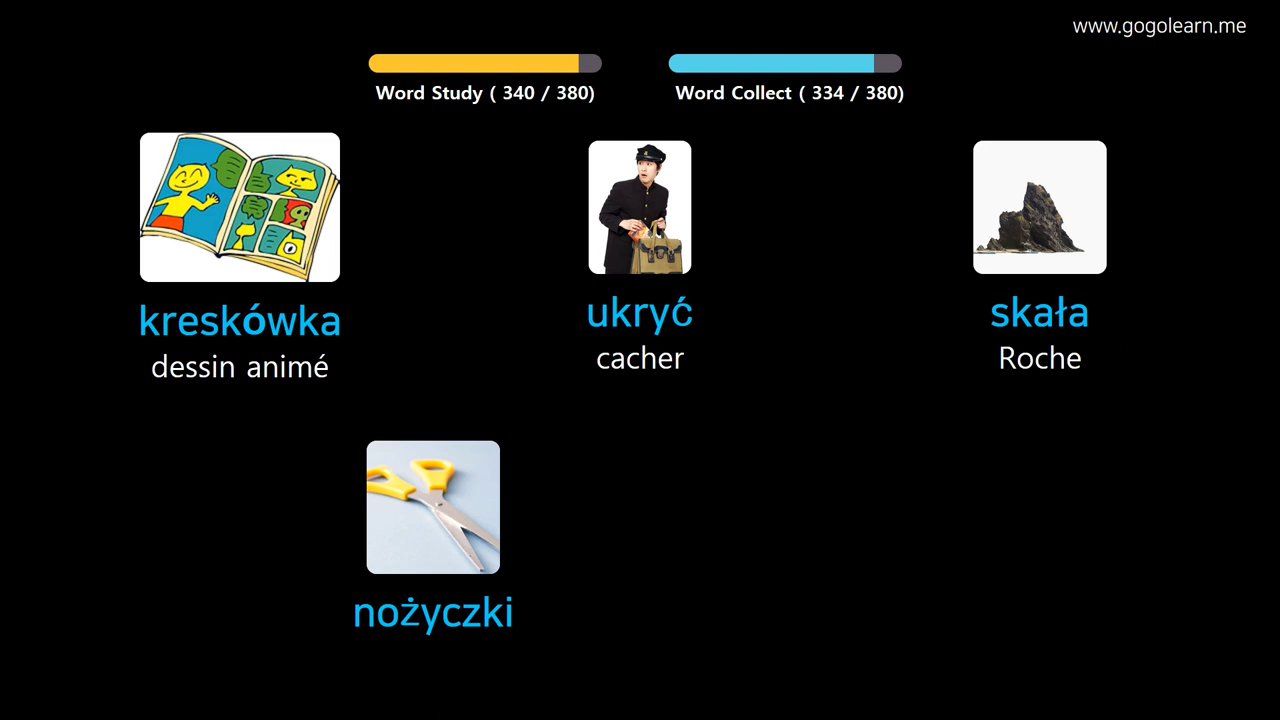 www.gogolearn.me
Word Study ( 340 / 380)
Word Collect ( 334 / 380)
kreskówka
dessin animé
ukryć
cacher
skała
Roche
nożyczki